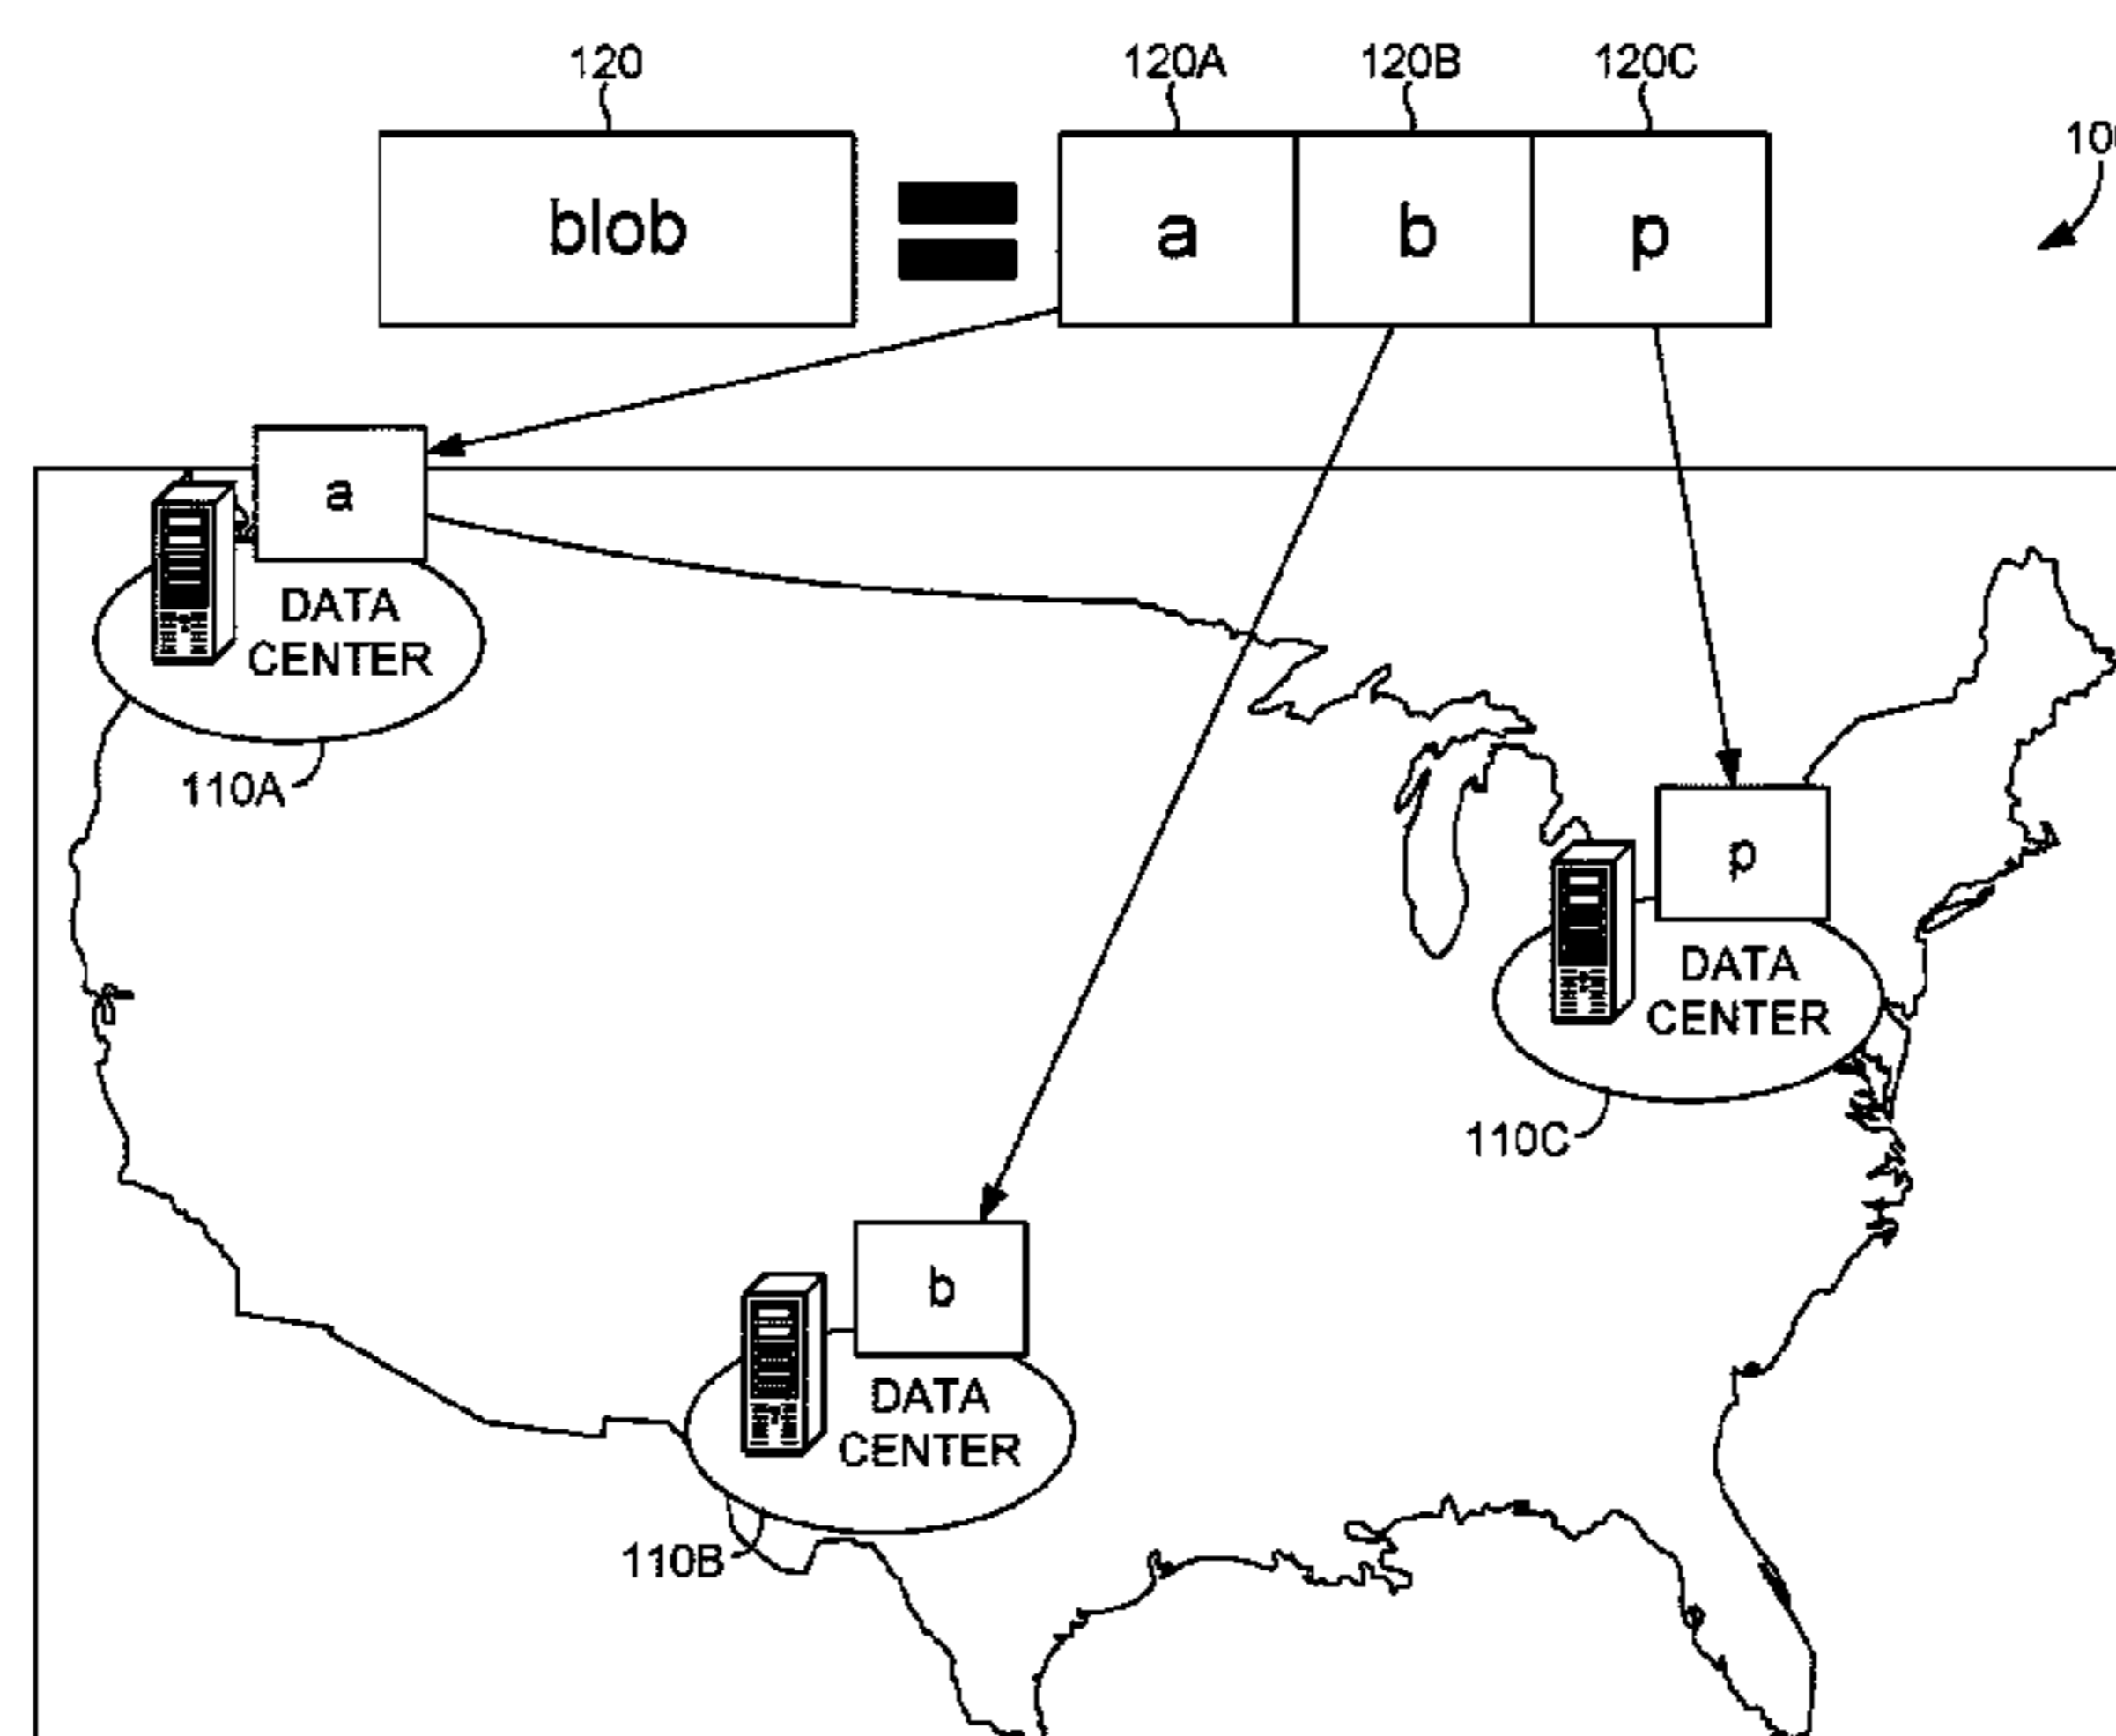 120
120A
120B
120C
blob
=
a
b
p
a
DATA
CENTER
110A
p
DATA
CENTER
110C
b
DATA
CENTER
110B